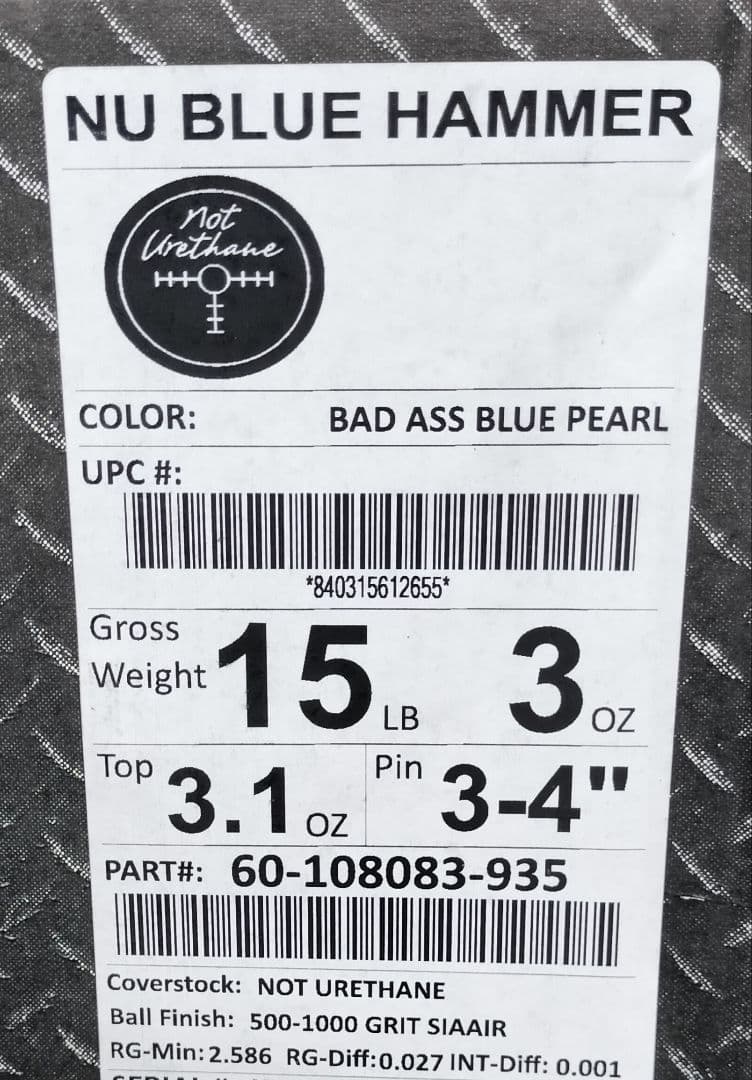 NU BLUE HAMMER
Not
Urethane
COLOR: BAD ASS BLUE PEARL
UPC #:
*840315612655*
Gross
Weight 15 LB 3 OZ
Top 3.1 OZ Pin 3-4"
PART#: 60-108083-935
Coverstock: NOT URETHANE
Ball Finish: 500-1000 GRIT SIAAIR
RG-Min: 2.586 RG-Diff:0.027 INT-Diff: 0.001